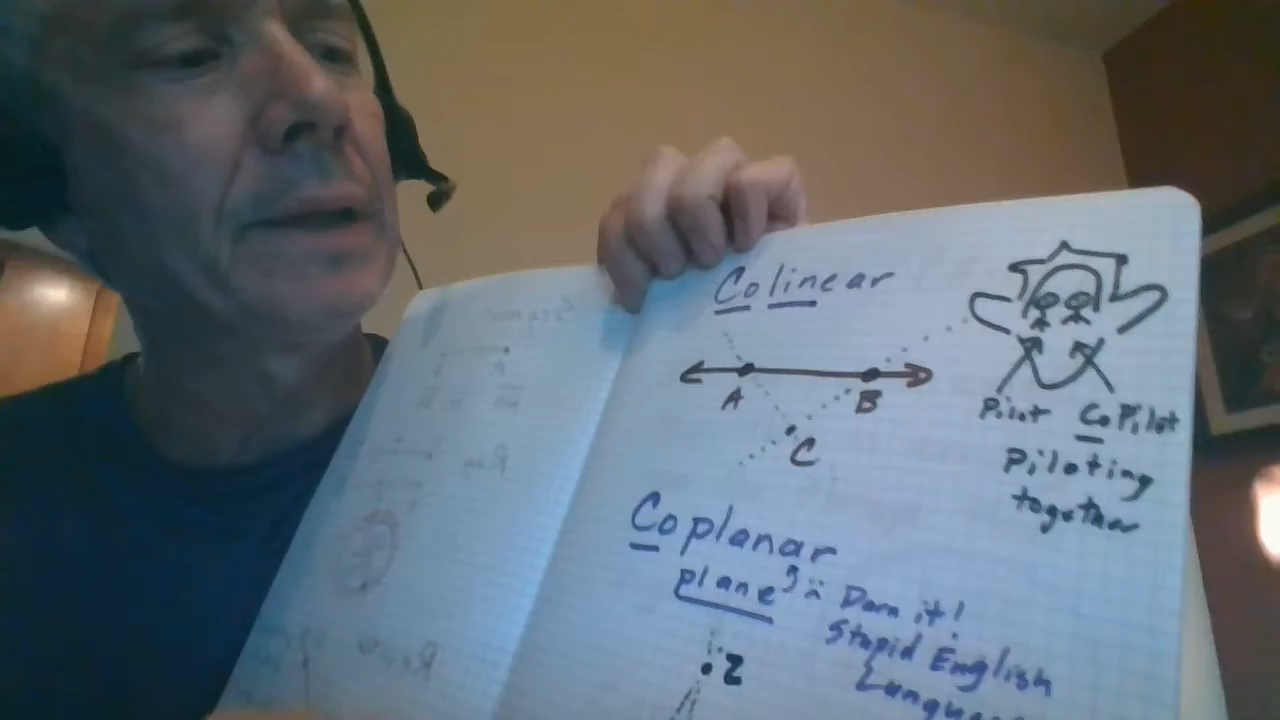 Colinear
A
B
C
Pilot CoPilot
Piloting
together
Coplanar
plane
Darn it!
Stupid English
Z